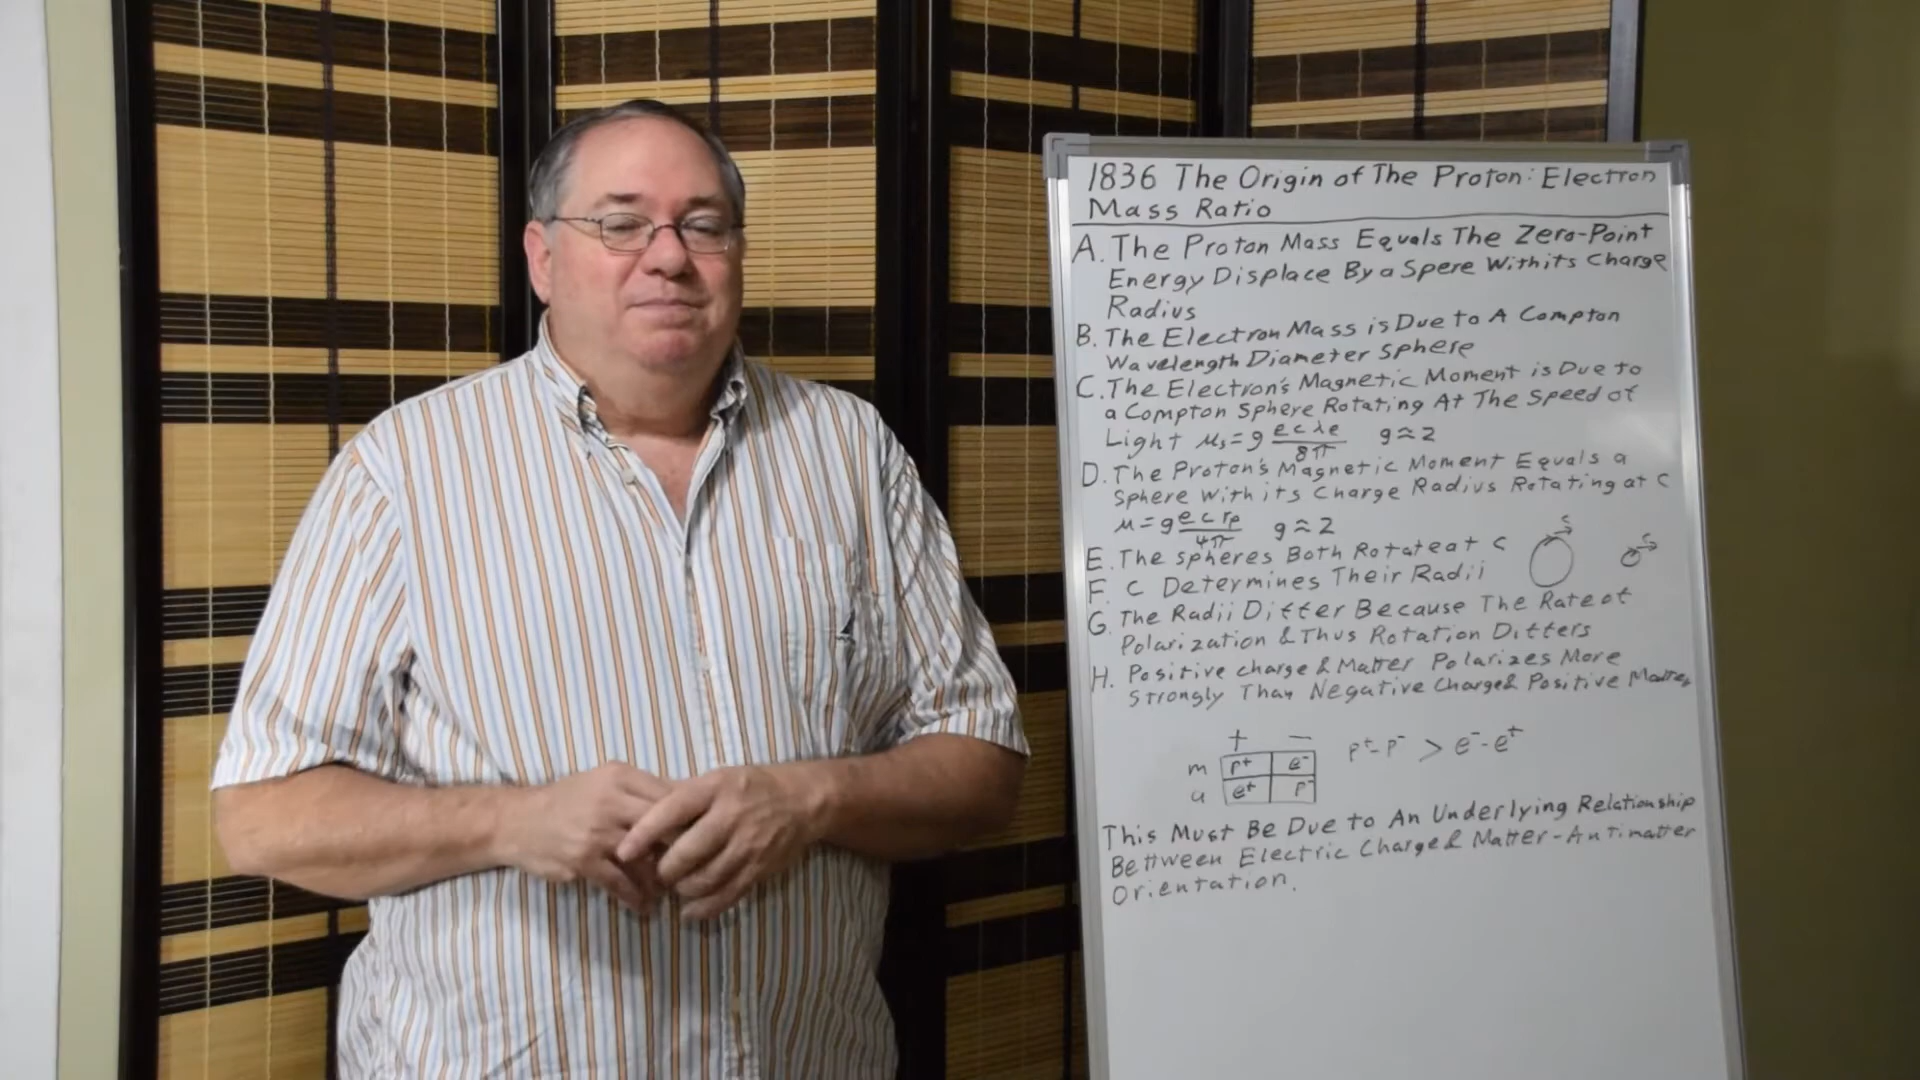 1836 The Origin of The Proton: Electron
Mass Ratio
A. The Proton Mass Equals The Zero-Point
Energy Displace By a Spere With its Charge
Radius
B. The Electron Mass is Due to A Compton
Wavelength Diameter Sphere
C. The Electron's Magnetic Moment is Due to
a Compton Sphere Rotating At The Speed of
Light μs = g ecλe/8π g ≈ 2
D. The Proton's Magnetic Moment Equals a
Sphere With its Charge Radius Rotating at C
μ = g ecrp/4π g ≈ 2
E. The Spheres Both Rotate at C
F. C Determines Their Radii
G. The Radii Differ Because The Rate of
Polarization & Thus Rotation Differs
H. Positive charge & Matter Polarizes More
Strongly Than Negative Charge & Positive Matter
+ −
m p+ e-
a e+ p-
p+-p- > e--e+
This Must Be Due to An Underlying Relationship
Bettween Electric Charge & Matter-Antimatter
Orientation.